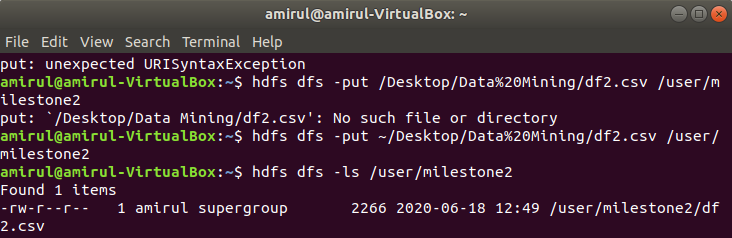 amirul@amirul-VirtualBox: ~
File Edit View Search Terminal Help
put: unexpected URISyntaxException
amirul@amirul-VirtualBox:~$ hdfs dfs -put /Desktop/Data%20Mining/df2.csv /user/m
ilestone2
put: `/Desktop/Data Mining/df2.csv': No such file or directory
amirul@amirul-VirtualBox:~$ hdfs dfs -put ~/Desktop/Data%20Mining/df2.csv /user/
milestone2
amirul@amirul-VirtualBox:~$ hdfs dfs -ls /user/milestone2
Found 1 items
-rw-r--r--   1 amirul supergroup       2266 2020-06-18 12:49 /user/milestone2/df
2.csv